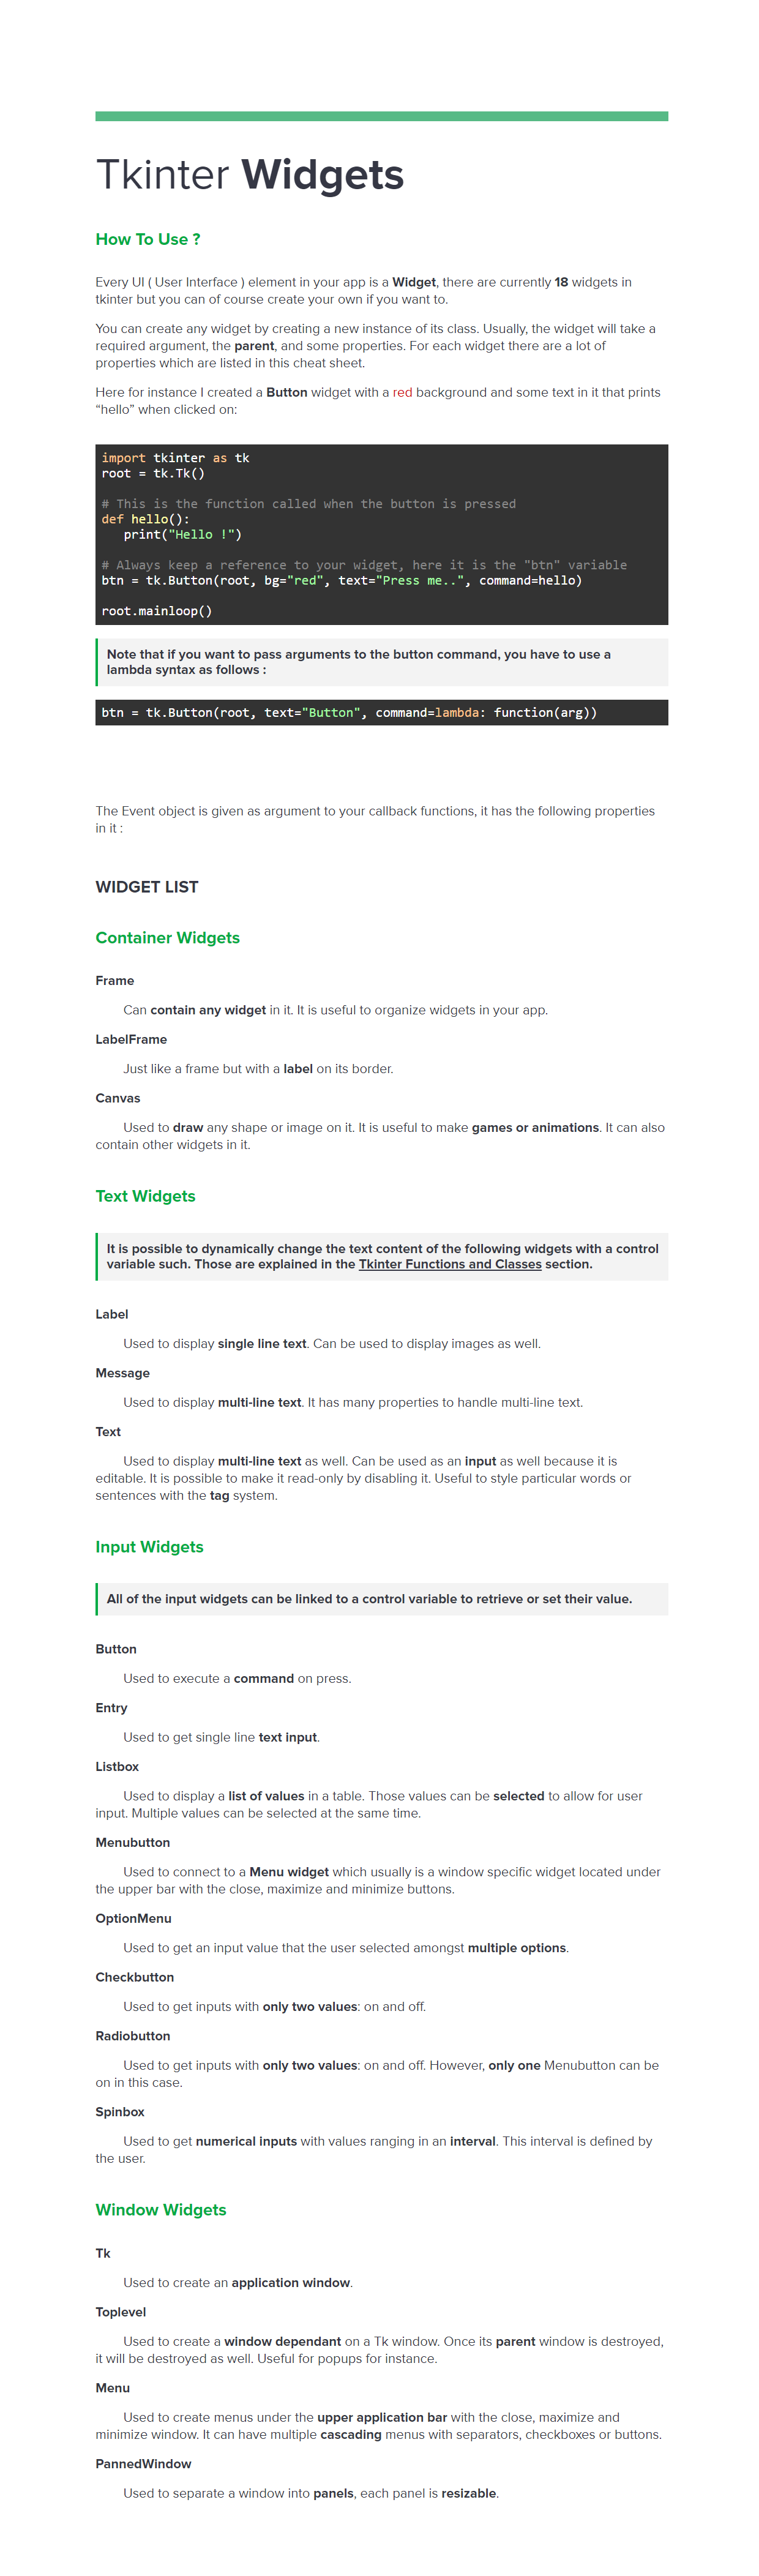 Tkinter Widgets
How To Use ?
Every UI ( User Interface ) element in your app is a Widget, there are currently 18 widgets in
tkinter but you can of course create your own if you want to.
You can create any widget by creating a new instance of its class. Usually, the widget will take a
required argument, the parent, and some properties. For each widget there are a lot of
properties which are listed in this cheat sheet.
Here for instance I created a Button widget with a red background and some text in it that prints
“hello” when clicked on:
import tkinter as tk
root = tk.Tk()
# This is the function called when the button is pressed
def hello():
   print("Hello !")
# Always keep a reference to your widget, here it is the "btn" variable
btn = tk.Button(root, bg="red", text="Press me..", command=hello)
root.mainloop()
Note that if you want to pass arguments to the button command, you have to use a
lambda syntax as follows :
btn = tk.Button(root, text="Button", command=lambda: function(arg))
The Event object is given as argument to your callback functions, it has the following properties
in it :
WIDGET LIST
Container Widgets
Frame
Can contain any widget in it. It is useful to organize widgets in your app.
LabelFrame
Just like a frame but with a label on its border.
Canvas
Used to draw any shape or image on it. It is useful to make games or animations. It can also
contain other widgets in it.
Text Widgets
It is possible to dynamically change the text content of the following widgets with a control
variable such. Those are explained in the Tkinter Functions and Classes section.
Label
Used to display single line text. Can be used to display images as well.
Message
Used to display multi-line text. It has many properties to handle multi-line text.
Text
Used to display multi-line text as well. Can be used as an input as well because it is
editable. It is possible to make it read-only by disabling it. Useful to style particular words or
sentences with the tag system.
Input Widgets
All of the input widgets can be linked to a control variable to retrieve or set their value.
Button
Used to execute a command on press.
Entry
Used to get single line text input.
Listbox
Used to display a list of values in a table. Those values can be selected to allow for user
input. Multiple values can be selected at the same time.
Menubutton
Used to connect to a Menu widget which usually is a window specific widget located under
the upper bar with the close, maximize and minimize buttons.
OptionMenu
Used to get an input value that the user selected amongst multiple options.
Checkbutton
Used to get inputs with only two values: on and off.
Radiobutton
Used to get inputs with only two values: on and off. However, only one Menubutton can be
on in this case.
Spinbox
Used to get numerical inputs with values ranging in an interval. This interval is defined by
the user.
Window Widgets
Tk
Used to create an application window.
Toplevel
Used to create a window dependant on a Tk window. Once its parent window is destroyed,
it will be destroyed as well. Useful for popups for instance.
Menu
Used to create menus under the upper application bar with the close, maximize and
minimize window. It can have multiple cascading menus with separators, checkboxes or buttons.
PannedWindow
Used to separate a window into panels, each panel is resizable.